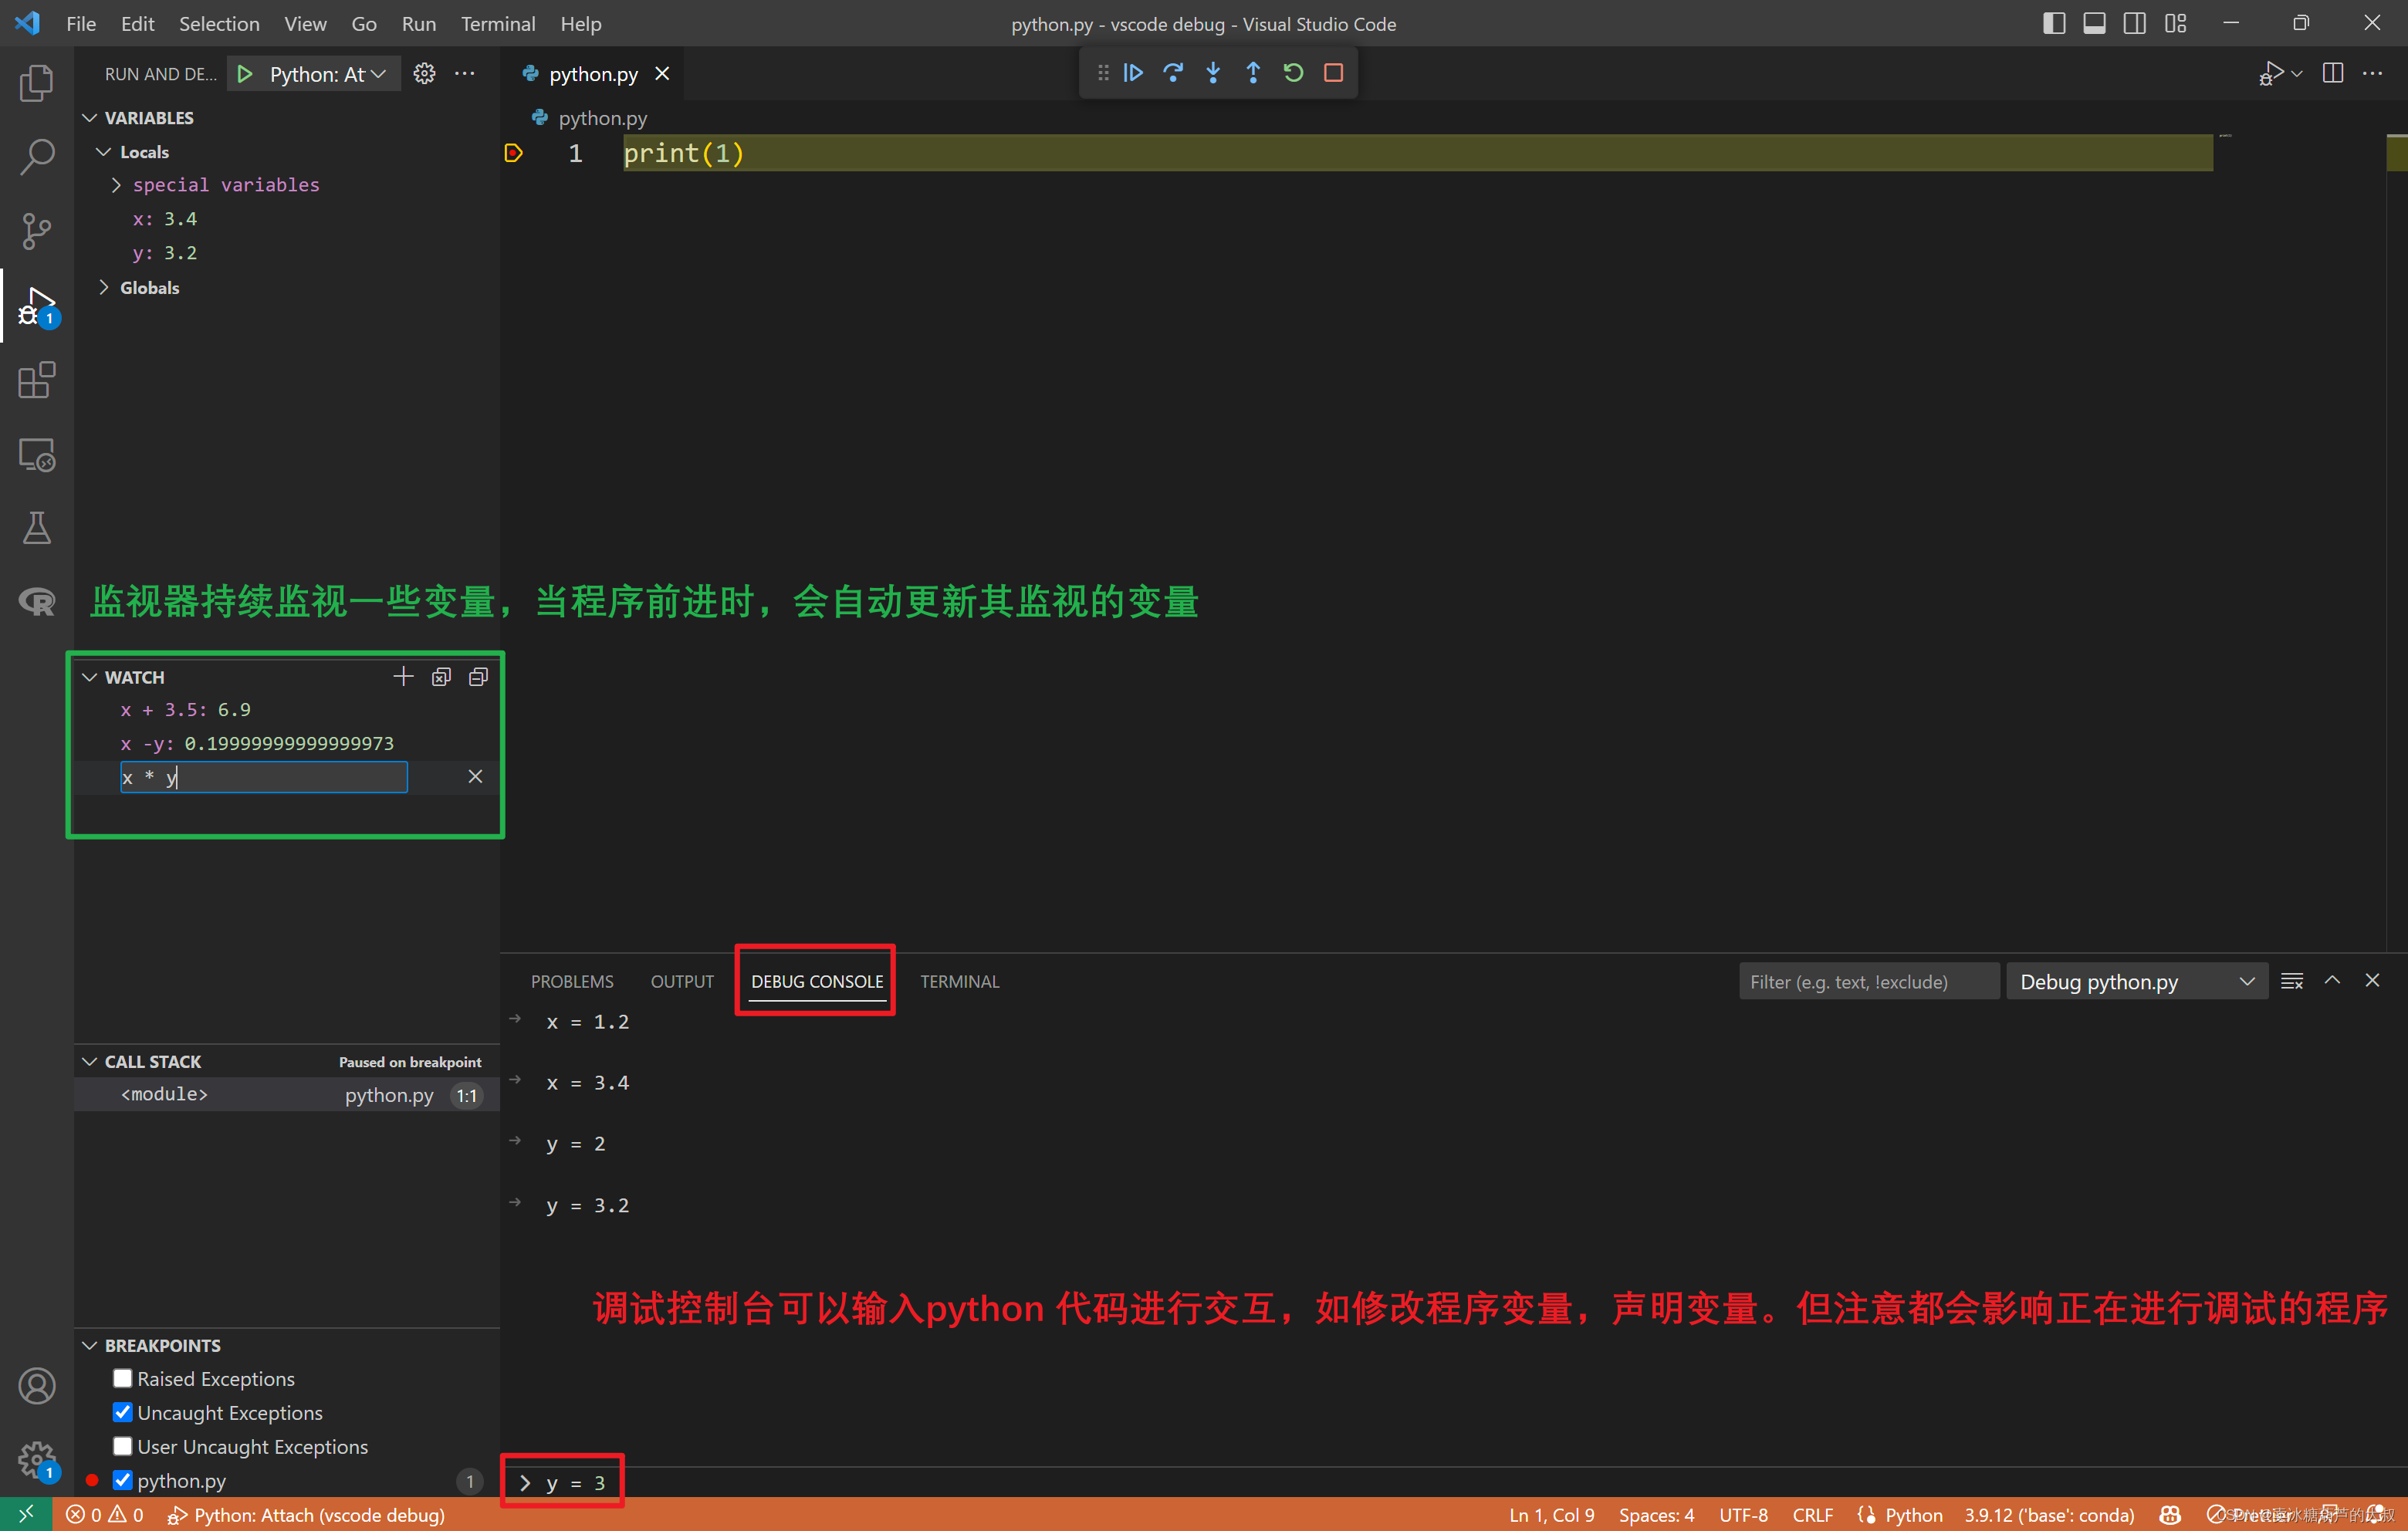 File Edit Selection View Go Run Terminal Help
python.py - vscode debug - Visual Studio Code
RUN AND DE... Python: At
python.py
VARIABLES
Locals
special variables
x: 3.4
y: 3.2
Globals
1
python.py
1 print(1)
监视器持续监视一些变量，当程序前进时，会自动更新其监视的变量
WATCH
x + 3.5: 6.9
x -y: 0.19999999999999973
x * y
CALL STACK Paused on breakpoint
<module> python.py 1:1
BREAKPOINTS
Raised Exceptions
Uncaught Exceptions
User Uncaught Exceptions
python.py 1
1
PROBLEMS OUTPUT DEBUG CONSOLE TERMINAL
Filter (e.g. text, !exclude) Debug python.py
x = 1.2
x = 3.4
y = 2
y = 3.2
调试控制台可以输入python 代码进行交互，如修改程序变量，声明变量。但注意都会影响正在进行调试的程序
y = 3
0 0 Python: Attach (vscode debug)
Ln 1, Col 9 Spaces: 4 UTF-8 CRLF Python 3.9.12 ('base': conda) Prettier